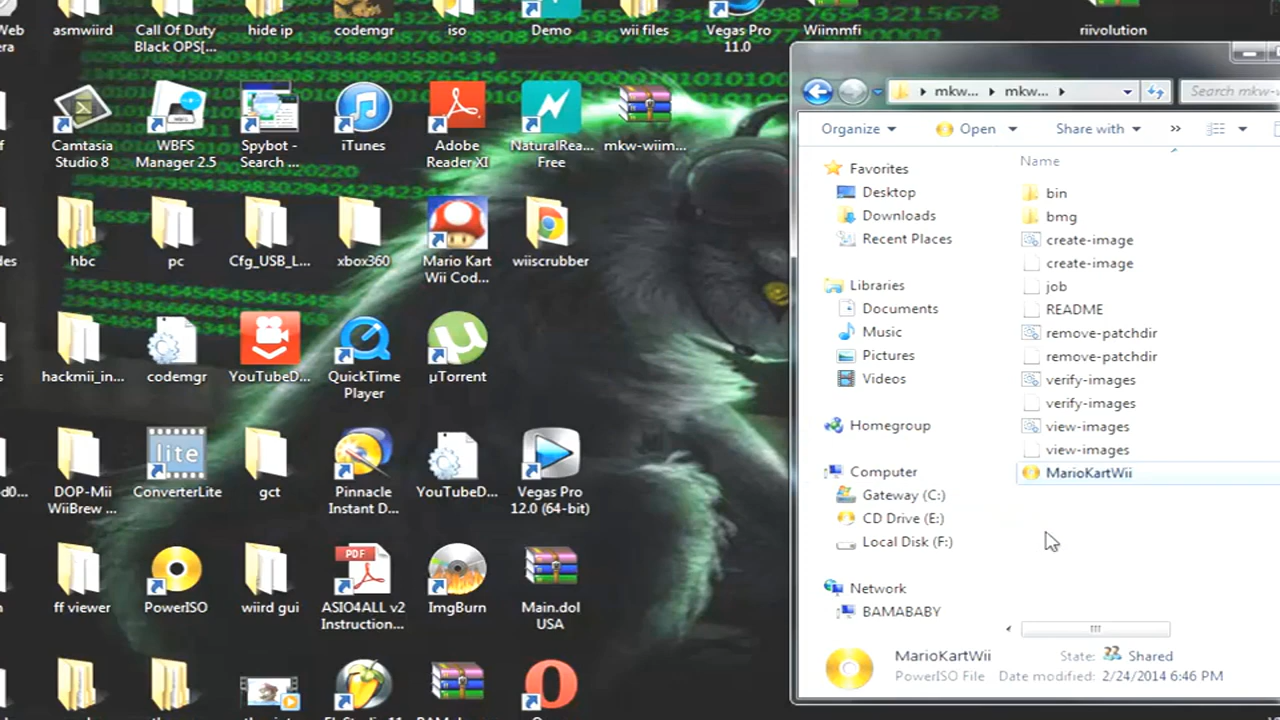 Web
era
asmwiird
Call Of Duty
Black OPS[...
hide ip
codemgr
iso
Demo
wii files
Vegas Pro
11.0
Wiimmfi
riivolution
Camtasia
Studio 8
WBFS
Manager 2.5
Spybot -
Search ...
iTunes
Adobe
Reader XI
NaturalRea...
Free
mkw-wiim...
hbc
pc
Cfg_USB_L...
xbox360
Mario Kart
Wii Cod...
wiiscrubber
hackmii_in...
codemgr
YouTubeD...
QuickTime
Player
µTorrent
DOP-Mii
WiiBrew ...
lite
ConverterLite
gct
Pinnacle
Instant D...
YouTubeD...
Vegas Pro
12.0 (64-bit)
ff viewer
PowerISO
wiird gui
PDF
ASIO4ALL v2
Instruction...
ImgBurn
Main.dol
USA
mkw...
mkw...
Search mkw-
Organize
Open
Share with
»
Favorites
Desktop
Downloads
Recent Places
Libraries
Documents
Music
Pictures
Videos
Homegroup
Computer
Gateway (C:)
CD Drive (E:)
Local Disk (F:)
Network
BAMABABY
Name
bin
bmg
create-image
create-image
job
README
remove-patchdir
remove-patchdir
verify-images
verify-images
view-images
view-images
MarioKartWii
MarioKartWii
State: Shared
PowerISO File
Date modified: 2/24/2014 6:46 PM